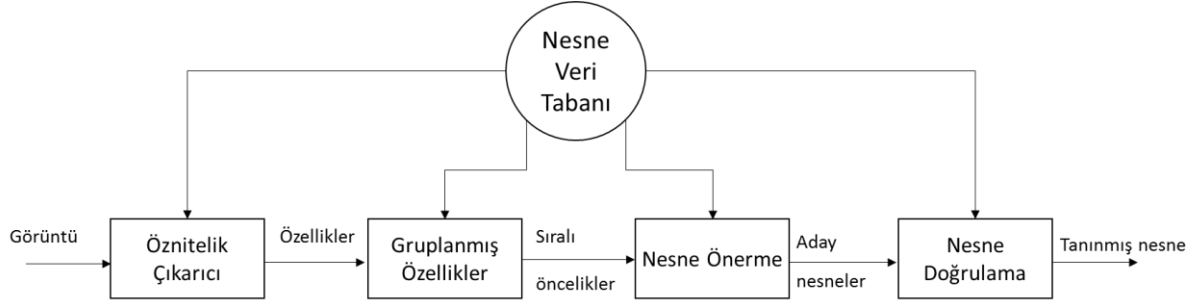 Nesne
Veri
Tabanı
Görüntü
Öznitelik
Çıkarıcı
Özellikler
Gruplanmış
Özellikler
Sıralı
öncelikler
Nesne Önerme
Aday
nesneler
Nesne
Doğrulama
Tanınmış nesne